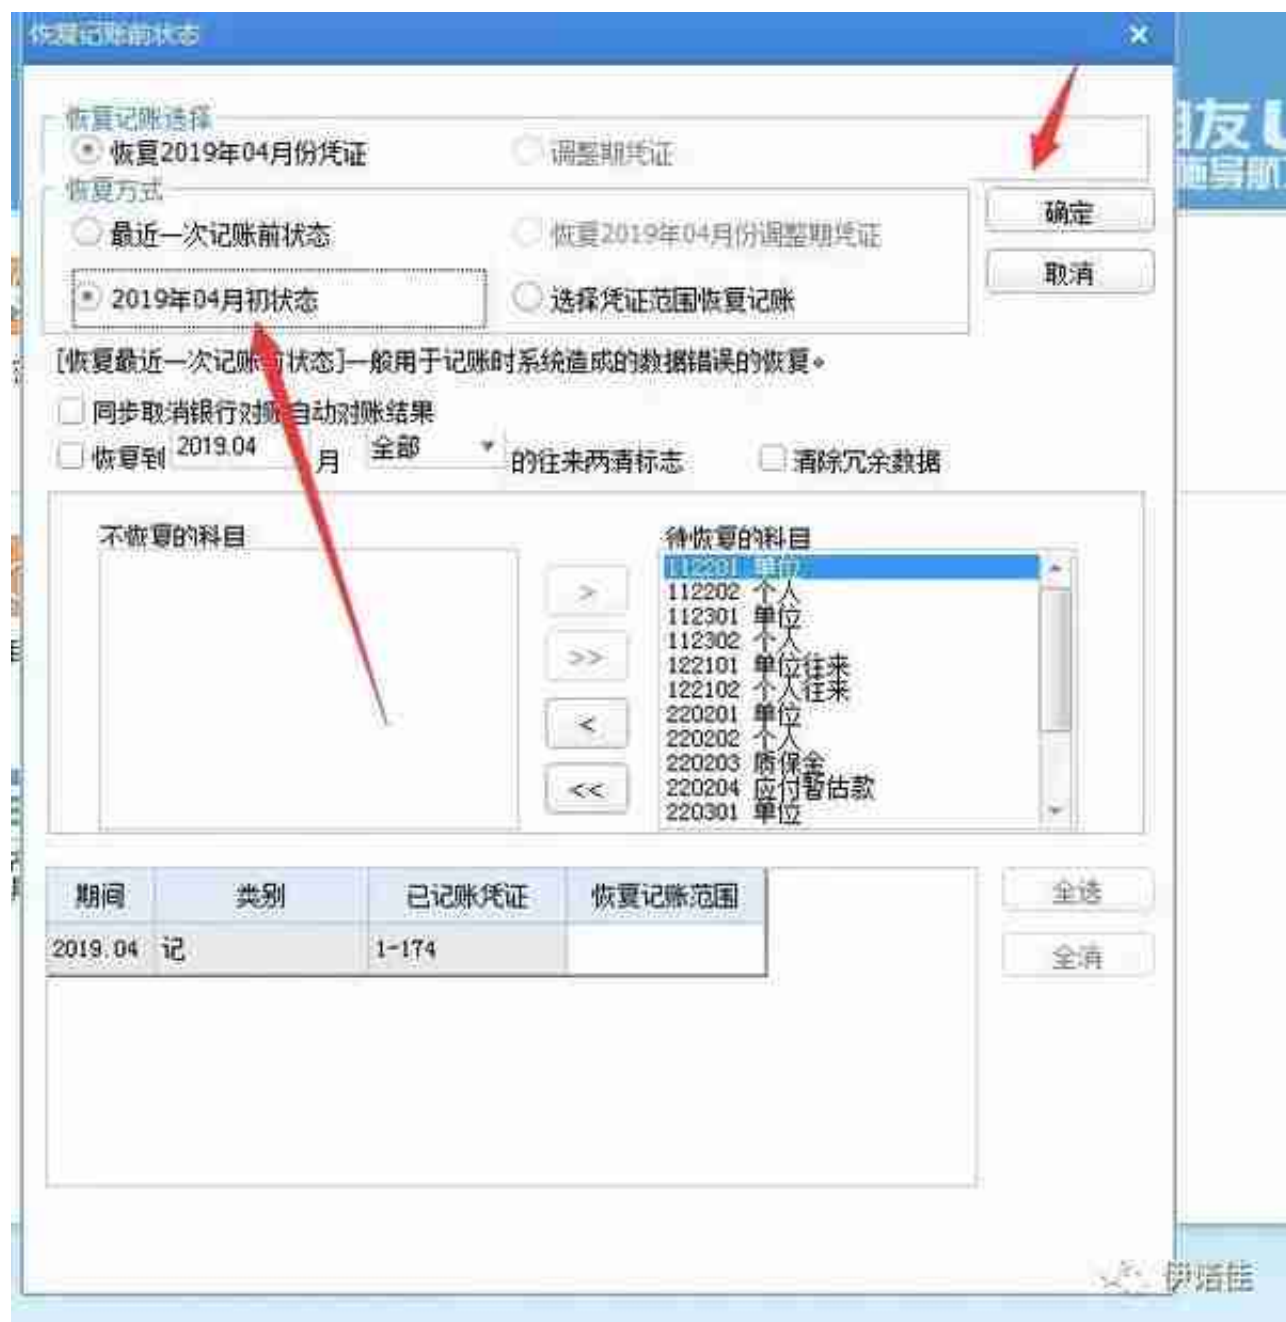 恢复记账前状态
恢复记账选择
恢复2019年04月份凭证 调整期凭证
恢复方式
最近一次记账前状态 恢复2019年04月份调整期凭证
2019年04月初状态 选择凭证范围恢复记账
确定
取消
[恢复最近一次记账前状态]一般用于记账时系统造成的数据错误的恢复。
同步取消银行对账自动对账结果
恢复到 2019.04 月 全部 的往来两清标志 清除冗余数据
不恢复的科目 待恢复的科目
112201 单位
112202 个人
112301 单位
112302 个人
122101 单位往来
122102 个人往来
220201 单位
220202 个人
220203 质保金
220204 应付暂估款
220301 单位
>
>>
<
<<
期间 类别 已记账凭证 恢复记账范围
2019.04 记 1-174
全选
全消
友U
导航